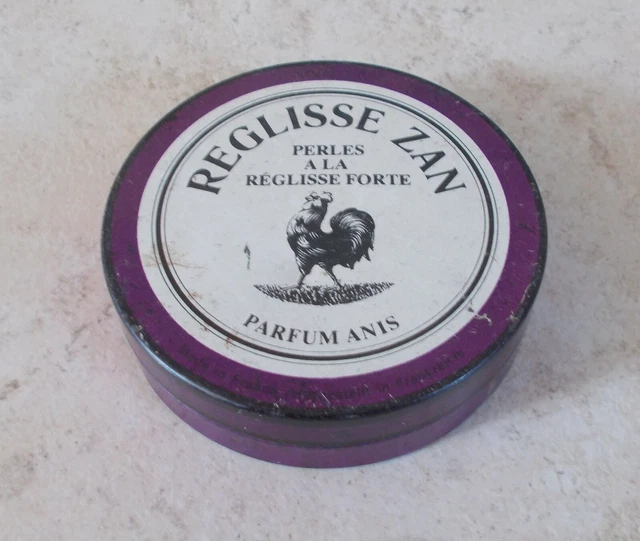 REGLISSE ZAN
PERLES
A LA
RÉGLISSE FORTE
PARFUM ANIS